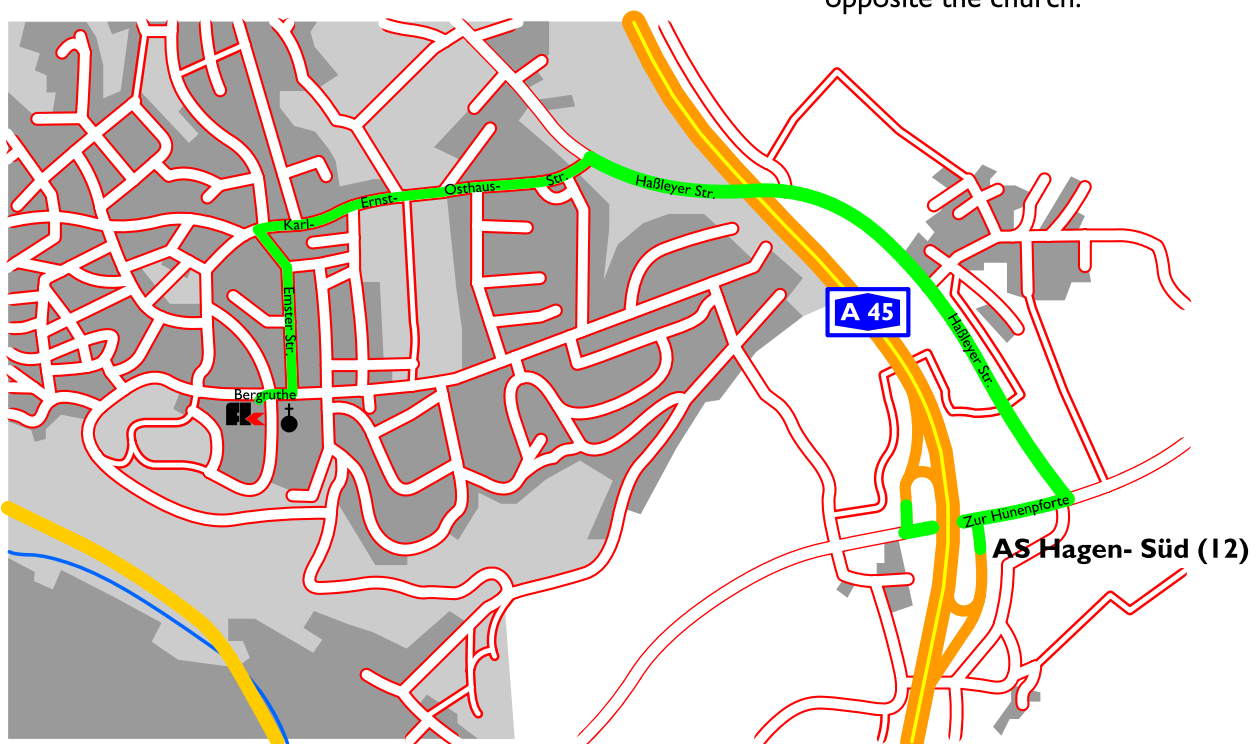 opposite the church.
Karl-
Ernst-
Osthaus-
Str.
Haßleyer Str.
A 45
Emster Str.
Haßleyer Str.
Bergruthe
Zur Hünenpforte
AS Hagen- Süd (12)